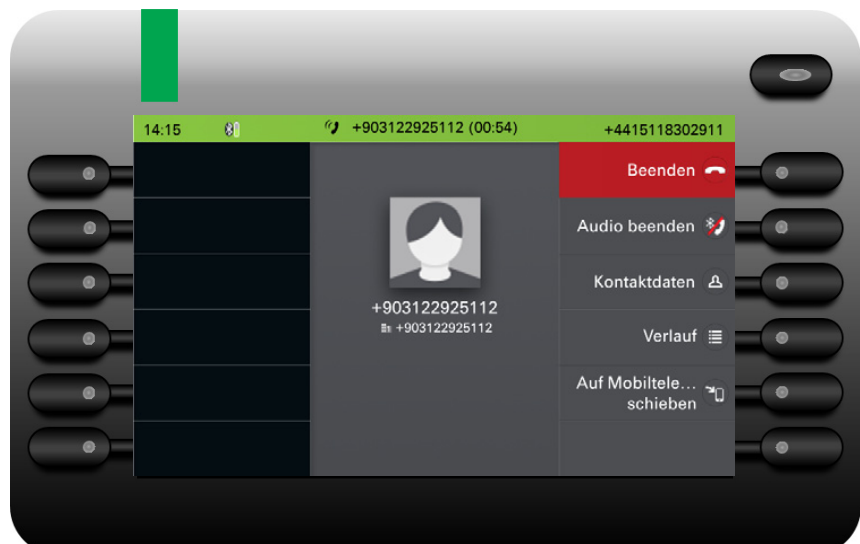 14:15 +903122925112 (00:54) +4415118302911
Beenden
Audio beenden
+903122925112
+903122925112
Kontaktdaten
Verlauf
Auf Mobiltele...
schieben